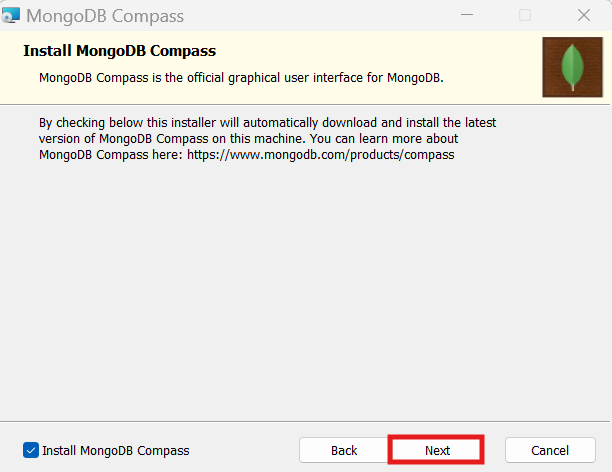 MongoDB Compass
Install MongoDB Compass
MongoDB Compass is the official graphical user interface for MongoDB.
By checking below this installer will automatically download and install the latest
version of MongoDB Compass on this machine. You can learn more about
MongoDB Compass here: https://www.mongodb.com/products/compass
Install MongoDB Compass
Back
Next
Cancel